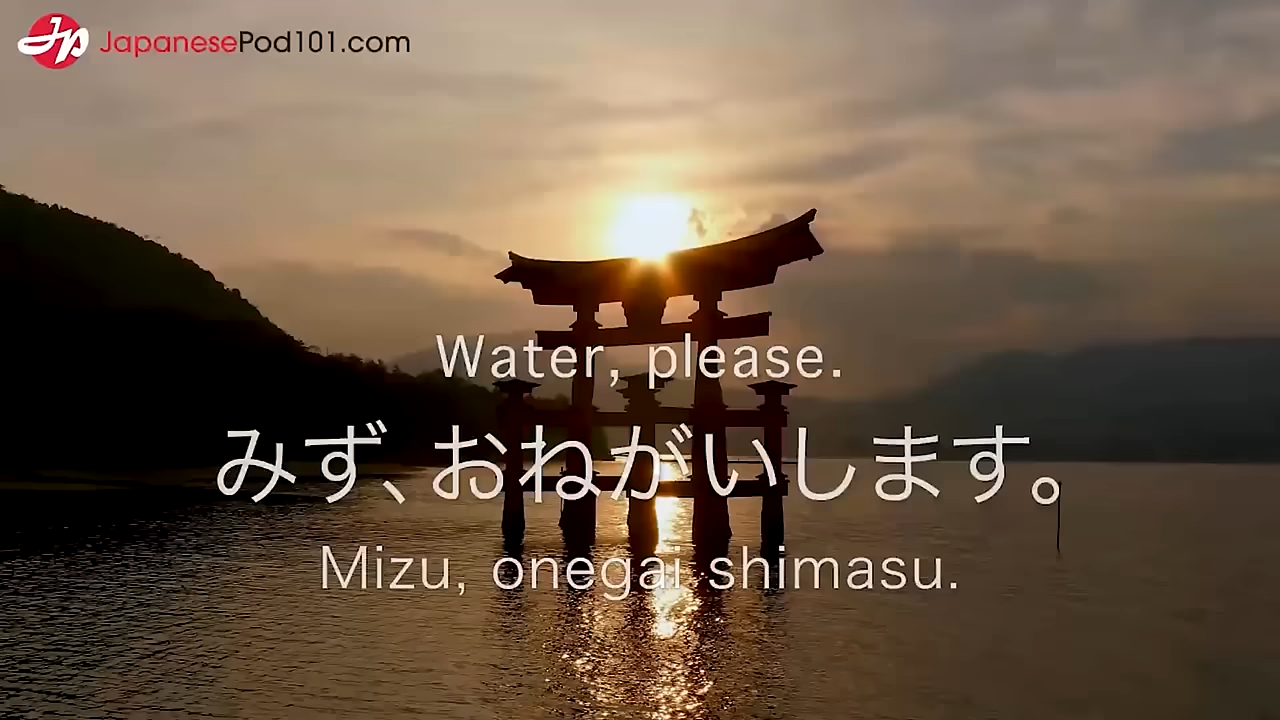 JapanesePod101.com
Water, please.
みず、おねがいします。
Mizu, onegai shimasu.